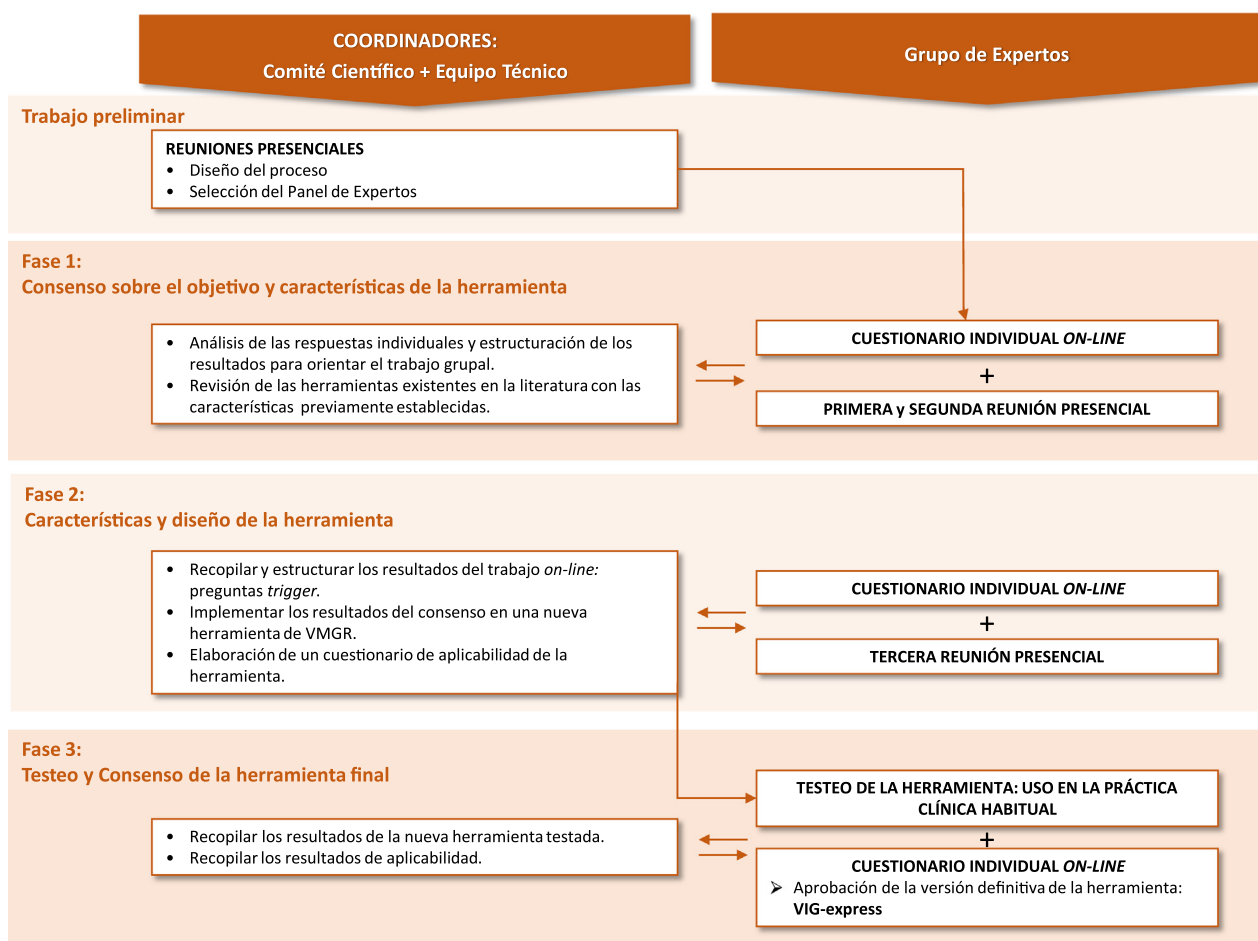 COORDINADORES:
Comité Científico + Equipo Técnico
Grupo de Expertos
Trabajo preliminar
REUNIONES PRESENCIALES
• Diseño del proceso
• Selección del Panel de Expertos
Fase 1:
Consenso sobre el objetivo y características de la herramienta
• Análisis de las respuestas individuales y estructuración de los
resultados para orientar el trabajo grupal.
• Revisión de las herramientas existentes en la literatura con las
características previamente establecidas.
CUESTIONARIO INDIVIDUAL ON-LINE
+
PRIMERA y SEGUNDA REUNIÓN PRESENCIAL
Fase 2:
Características y diseño de la herramienta
• Recopilar y estructurar los resultados del trabajo on-line:
preguntas trigger.
• Implementar los resultados del consenso en una nueva
herramienta de VMGR.
• Elaboración de un cuestionario de aplicabilidad de la
herramienta.
CUESTIONARIO INDIVIDUAL ON-LINE
+
TERCERA REUNIÓN PRESENCIAL
Fase 3:
Testeo y Consenso de la herramienta final
• Recopilar los resultados de la nueva herramienta testada.
• Recopilar los resultados de aplicabilidad.
TESTEO DE LA HERRAMIENTA: USO EN LA PRÁCTICA
CLÍNICA HABITUAL
+
CUESTIONARIO INDIVIDUAL ON-LINE
➢ Aprobación de la versión definitiva de la herramienta:
VIG-express